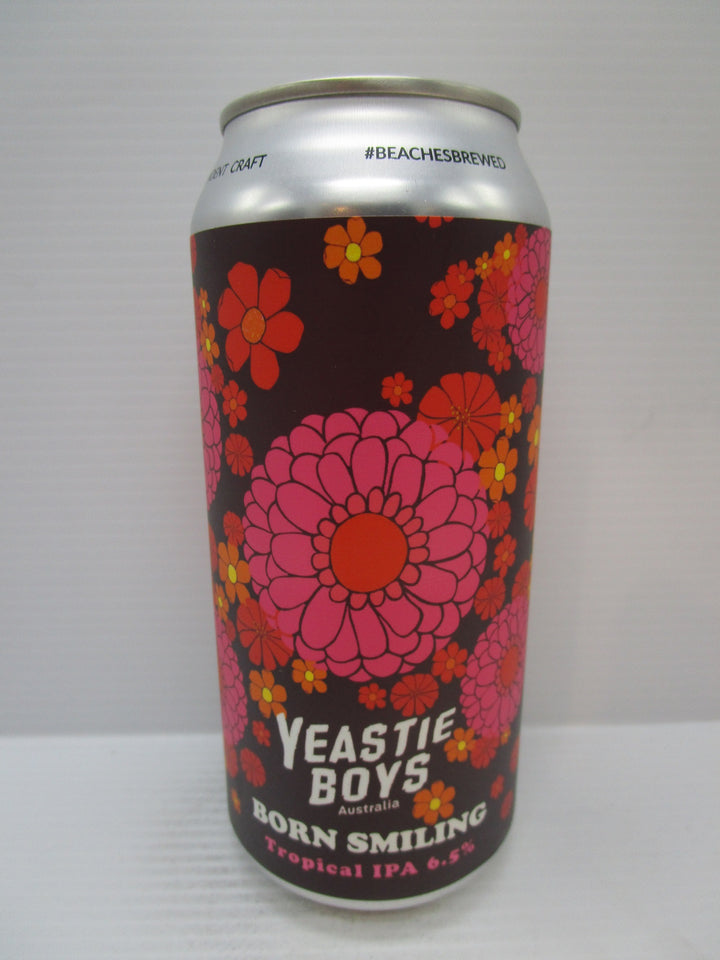 CRAFT
#BEACHESBREWED
YEASTIE
BOYS
Australia
BORN SMILING
Tropical IPA 6.5%